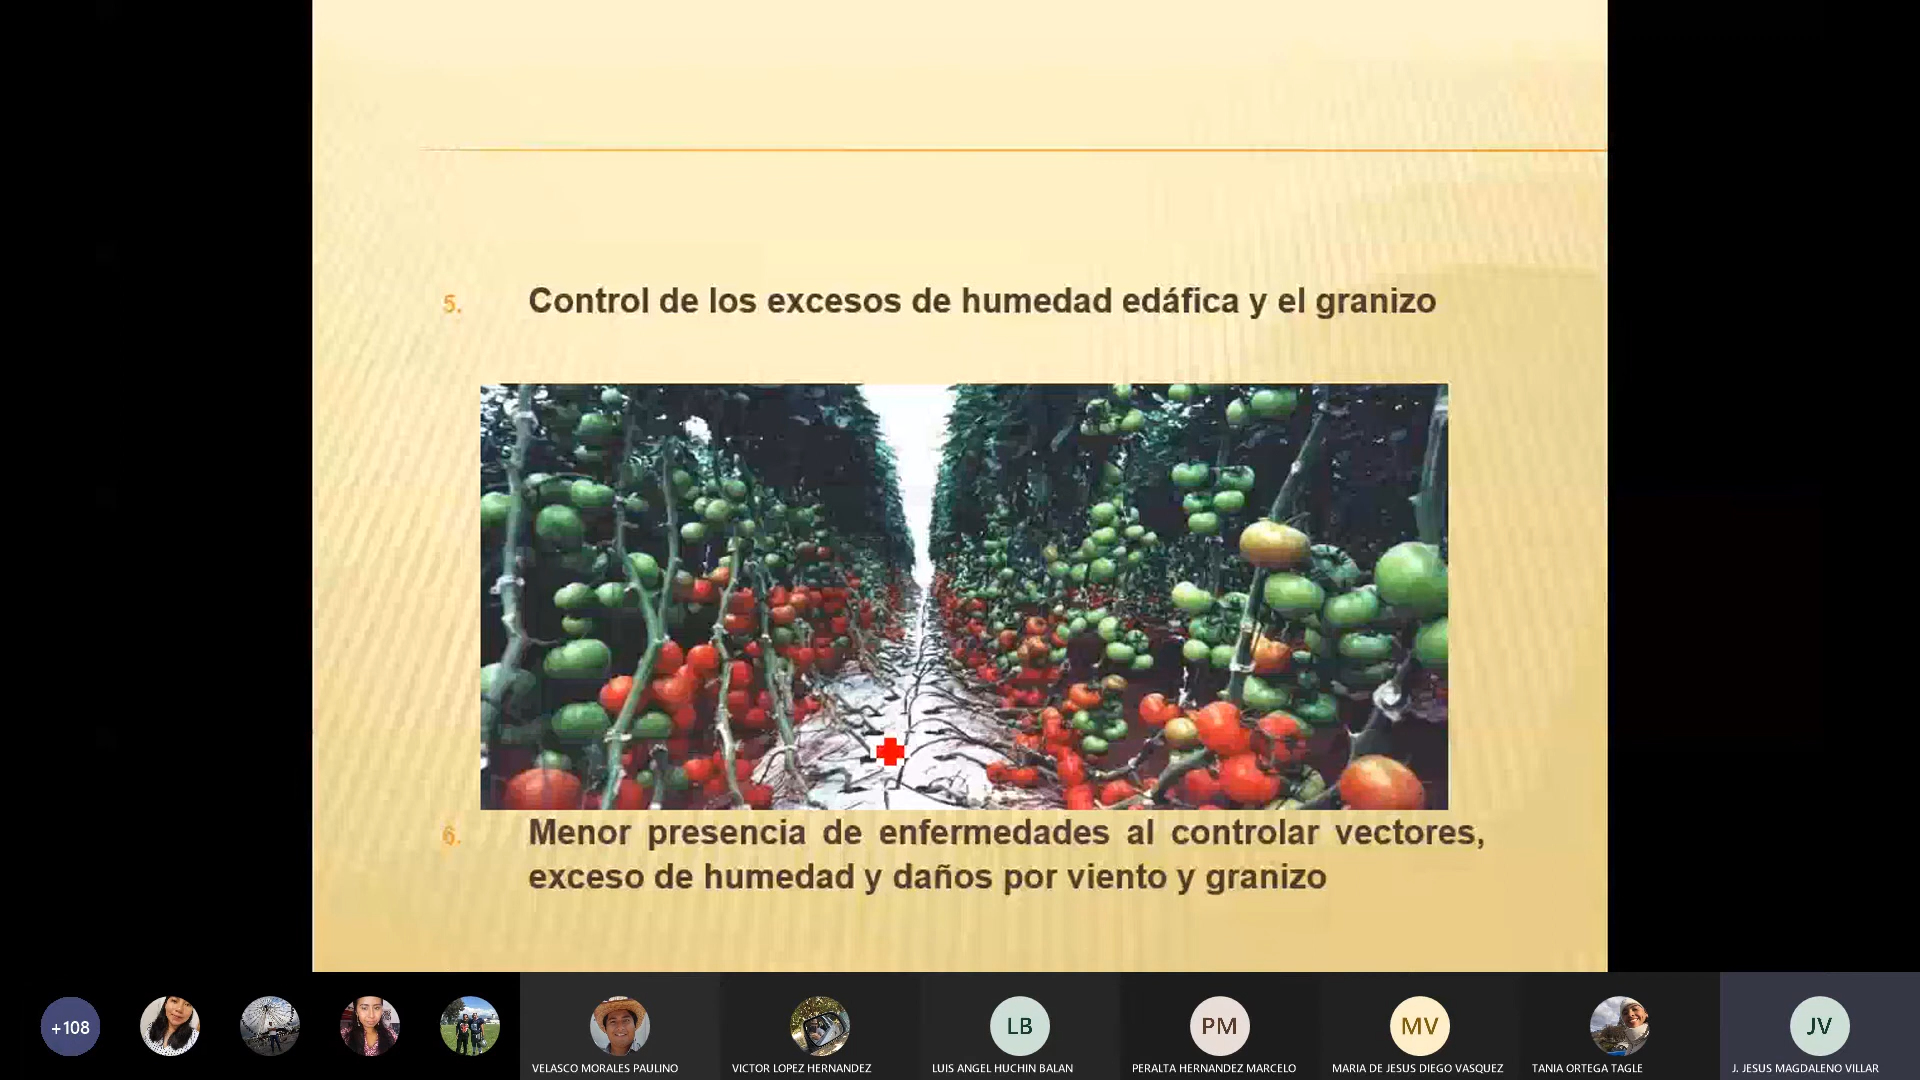 5. Control de los excesos de humedad edáfica y el granizo
6. Menor presencia de enfermedades al controlar vectores,
exceso de humedad y daños por viento y granizo
+108
LB
PM
MV
JV
VELASCO MORALES PAULINO
VICTOR LOPEZ HERNANDEZ
LUIS ANGEL HUCHIN BALAN
PERALTA HERNANDEZ MARCELO
MARIA DE JESUS DIEGO VASQUEZ
TANIA ORTEGA TAGLE
J. JESUS MAGDALENO VILLAR